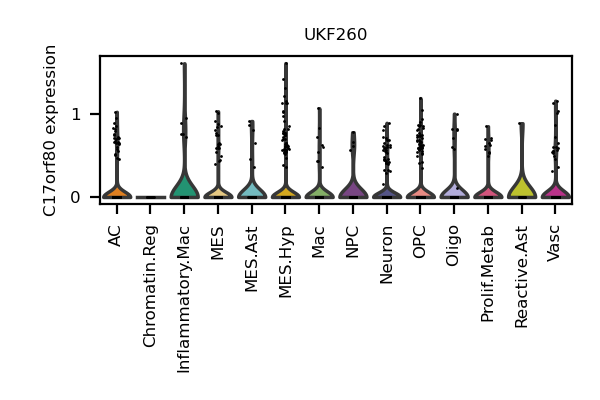 UKF260
C17orf80 expression
1
0
AC
Chromatin.Reg
Inflammatory.Mac
MES
MES.Ast
MES.Hyp
Mac
NPC
Neuron
OPC
Oligo
Prolif.Metab
Reactive.Ast
Vasc